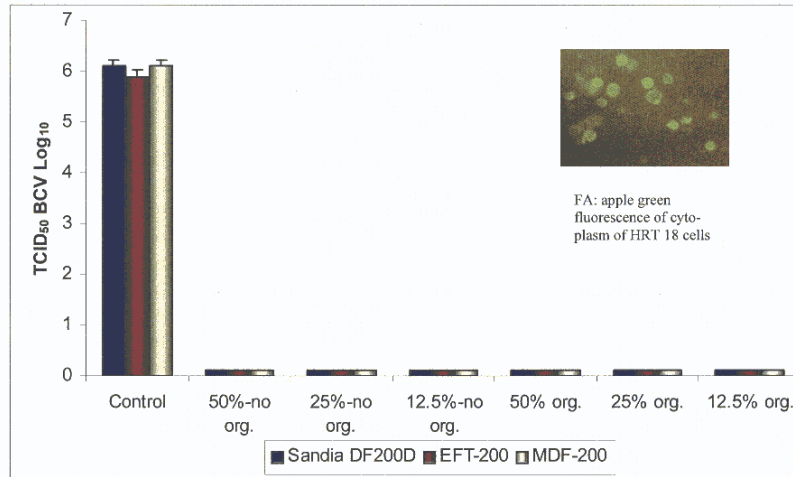 7
6
5
4
3
2
1
0
TCID50 BCV Log10
FA: apple green
fluorescence of cyto-
plasm of HRT 18 cells
Control
50%-no
org.
25%-no
org.
12.5%-no
org.
50% org.
25% org.
12.5% org.
Sandia DF200D
EFT-200
MDF-200